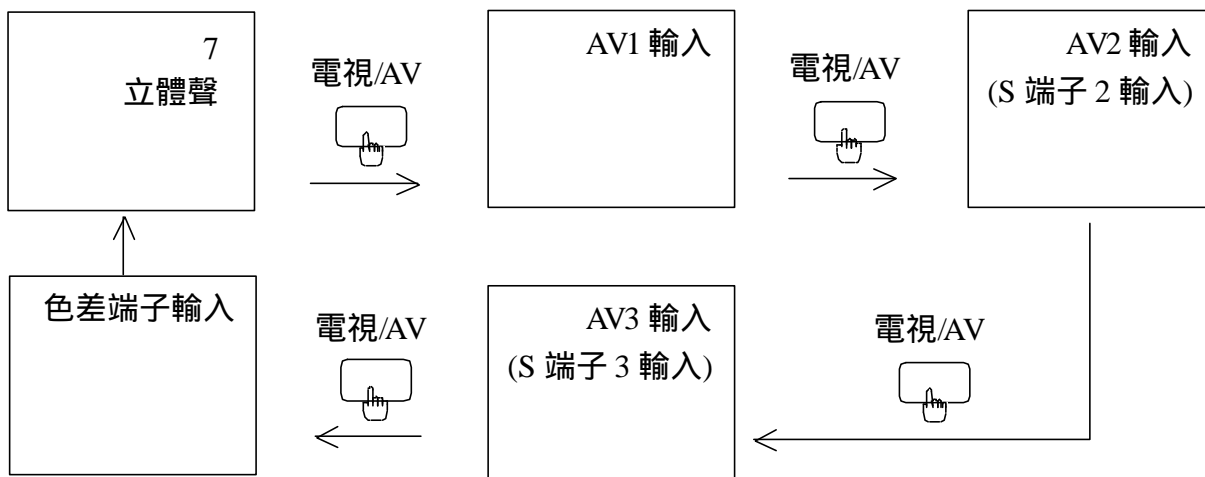 7
立體聲
電視/AV
AV1 輸入
電視/AV
AV2 輸入
(S 端子 2 輸入)
電視/AV
AV3 輸入
(S 端子 3 輸入)
電視/AV
色差端子輸入